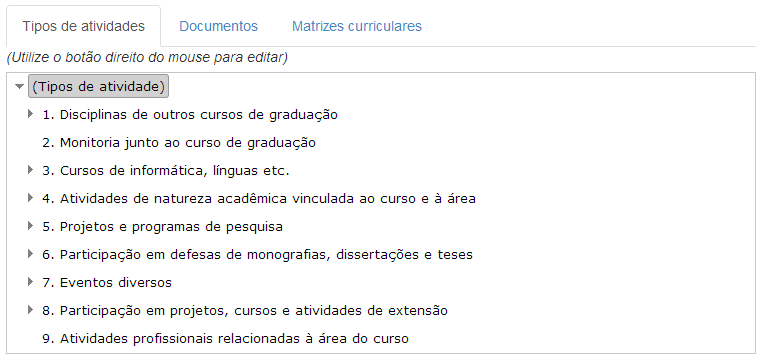 Tipos de atividades Documentos Matrizes curriculares
(Utilize o botão direito do mouse para editar)
(Tipos de atividade)
1. Disciplinas de outros cursos de graduação
2. Monitoria junto ao curso de graduação
3. Cursos de informática, línguas etc.
4. Atividades de natureza acadêmica vinculada ao curso e à área
5. Projetos e programas de pesquisa
6. Participação em defesas de monografias, dissertações e teses
7. Eventos diversos
8. Participação em projetos, cursos e atividades de extensão
9. Atividades profissionais relacionadas à área do curso